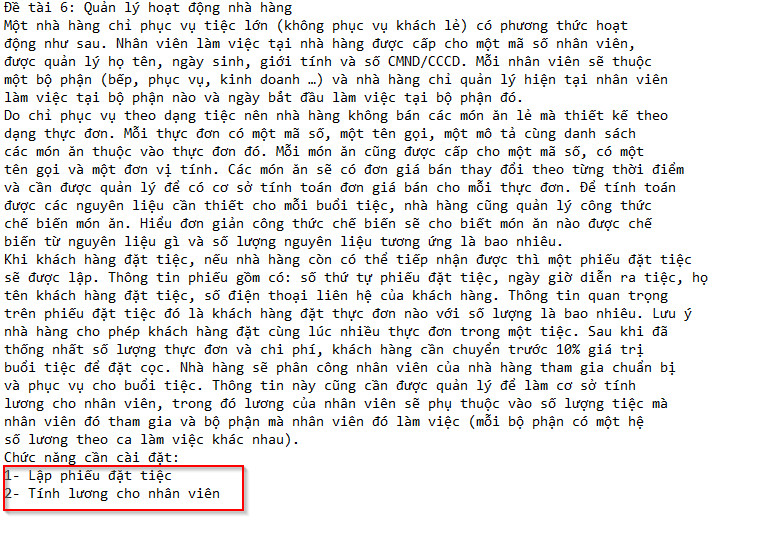 Đề tài 6: Quản lý hoạt động nhà hàng
Một nhà hàng chỉ phục vụ tiệc lớn (không phục vụ khách lẻ) có phương thức hoạt
động như sau. Nhân viên làm việc tại nhà hàng được cấp cho một mã số nhân viên,
được quản lý họ tên, ngày sinh, giới tính và số CMND/CCCD. Mỗi nhân viên sẽ thuộc
một bộ phận (bếp, phục vụ, kinh doanh …) và nhà hàng chỉ quản lý hiện tại nhân viên
làm việc tại bộ phận nào và ngày bắt đầu làm việc tại bộ phận đó.
Do chỉ phục vụ theo dạng tiệc nên nhà hàng không bán các món ăn lẻ mà thiết kế theo
dạng thực đơn. Mỗi thực đơn có một mã số, một tên gọi, một mô tả cùng danh sách
các món ăn thuộc vào thực đơn đó. Mỗi món ăn cũng được cấp cho một mã số, có một
tên gọi và một đơn vị tính. Các món ăn sẽ có đơn giá bán thay đổi theo từng thời điểm
và cần được quản lý để có cơ sở tính toán đơn giá bán cho mỗi thực đơn. Để tính toán
được các nguyên liệu cần thiết cho mỗi buổi tiệc, nhà hàng cũng quản lý công thức
chế biến món ăn. Hiểu đơn giản công thức chế biến sẽ cho biết món ăn nào được chế
biến từ nguyên liệu gì và số lượng nguyên liệu tương ứng là bao nhiêu.
Khi khách hàng đặt tiệc, nếu nhà hàng còn có thể tiếp nhận được thì một phiếu đặt tiệc
sẽ được lập. Thông tin phiếu gồm có: số thứ tự phiếu đặt tiệc, ngày giờ diễn ra tiệc, họ
tên khách hàng đặt tiệc, số điện thoại liên hệ của khách hàng. Thông tin quan trọng
trên phiếu đặt tiệc đó là khách hàng đặt thực đơn nào với số lượng là bao nhiêu. Lưu ý
nhà hàng cho phép khách hàng đặt cùng lúc nhiều thực đơn trong một tiệc. Sau khi đã
thống nhất số lượng thực đơn và chi phí, khách hàng cần chuyển trước 10% giá trị
buổi tiệc để đặt cọc. Nhà hàng sẽ phân công nhân viên của nhà hàng tham gia chuẩn bị
và phục vụ cho buổi tiệc. Thông tin này cũng cần được quản lý để làm cơ sở tính
lương cho nhân viên, trong đó lương của nhân viên sẽ phụ thuộc vào số lượng tiệc mà
nhân viên đó tham gia và bộ phận mà nhân viên đó làm việc (mỗi bộ phận có một hệ
số lương theo ca làm việc khác nhau).
Chức năng cần cài đặt:
1- Lập phiếu đặt tiệc
2- Tính lương cho nhân viên